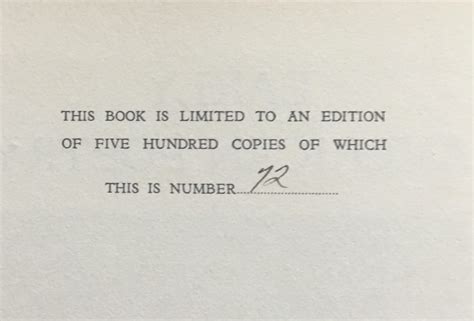 THIS BOOK IS LIMITED TO AN EDITION
OF FIVE HUNDRED COPIES OF WHICH
THIS IS NUMBER 72